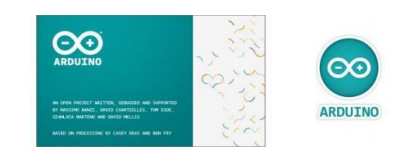 ARDUINO
AN OPEN PROJECT WRITTEN, DEBUGGED AND SUPPORTED
BY MASSIMO BANZI, DAVID CUARTIELLES, TOM IGOE,
GIANLUCA MARTINO AND DAVID MELLIS
BASED ON PROCESSING BY CASEY REAS AND BEN FRY
ARDUINO